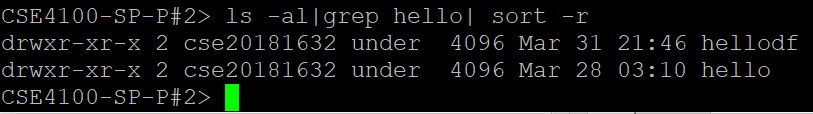 CSE4100-SP-P#2> ls -al|grep hello| sort -r
drwxr-xr-x 2 cse20181632 under  4096 Mar 31 21:46 hellodf
drwxr-xr-x 2 cse20181632 under  4096 Mar 28 03:10 hello
CSE4100-SP-P#2>